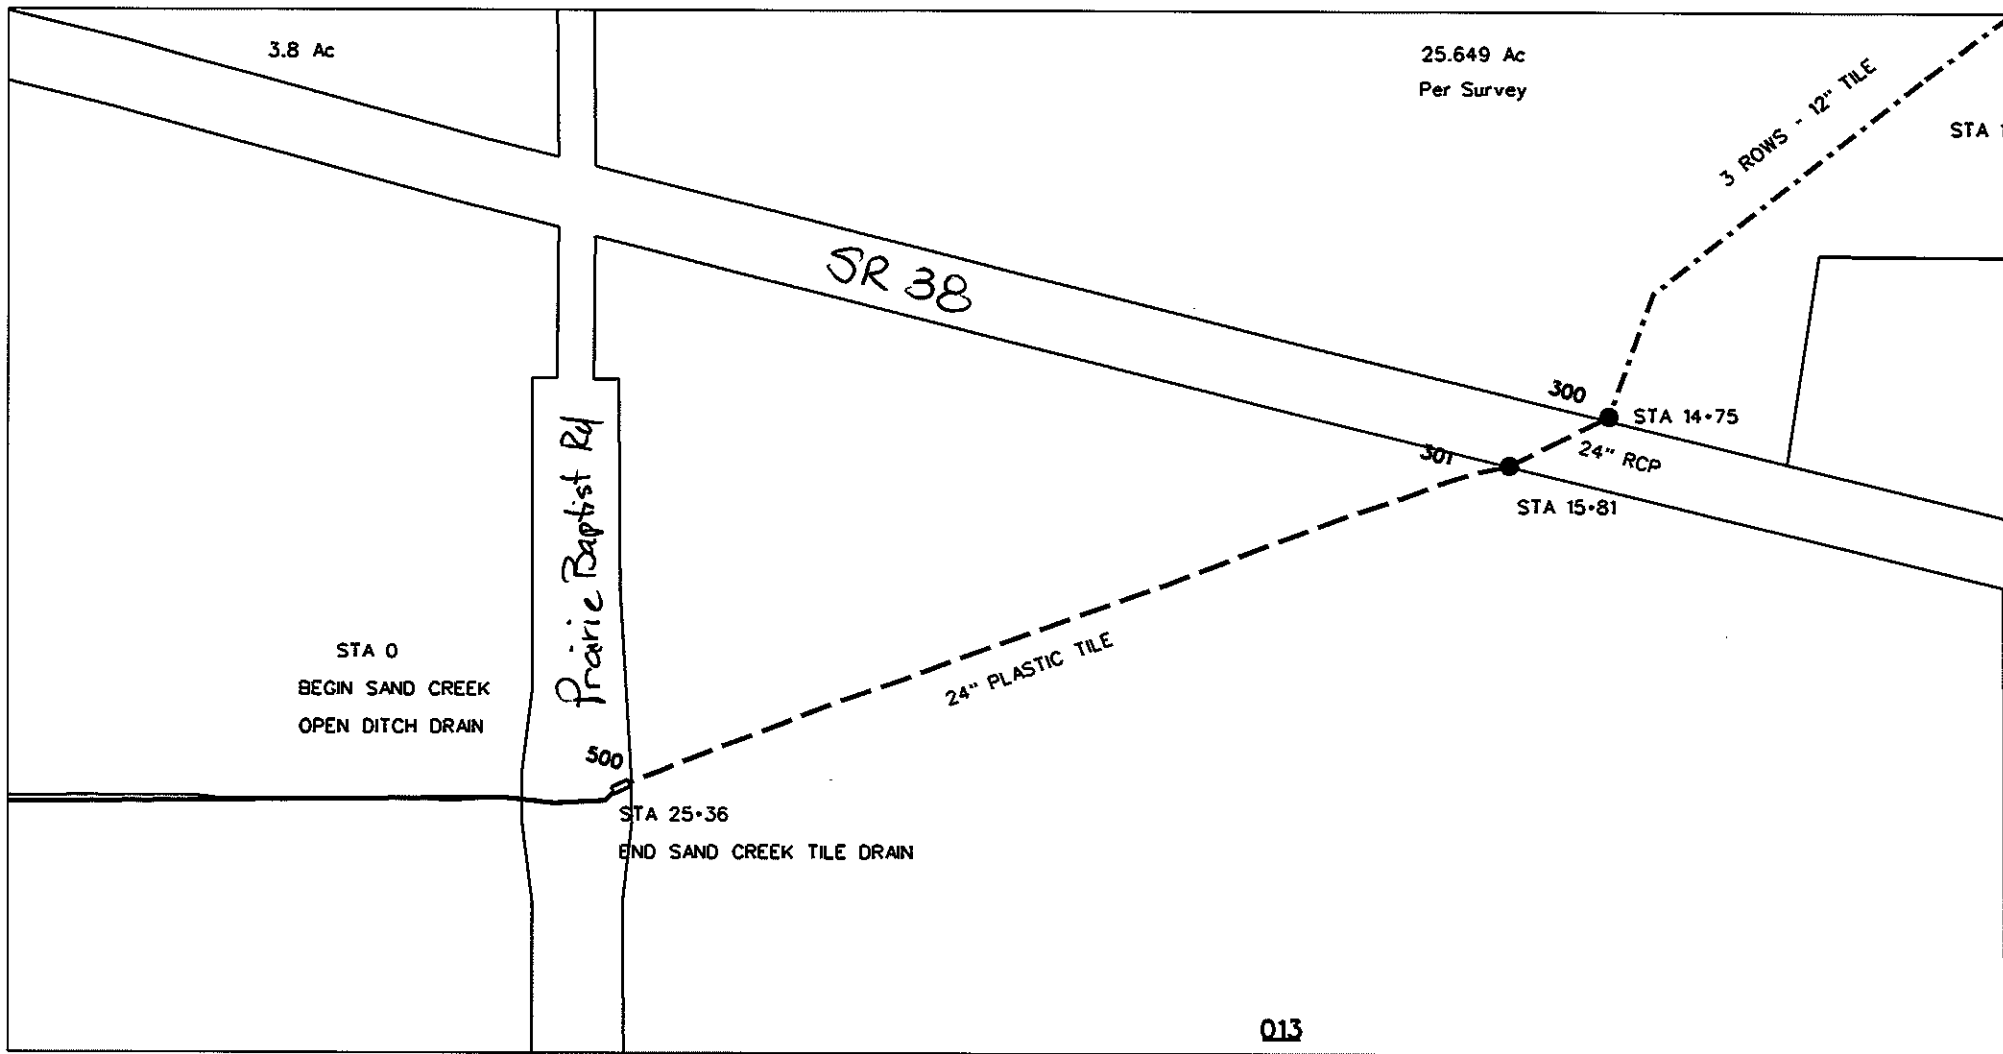 3.8 Ac
25.649 Ac
Per Survey
3 ROWS - 12" TILE
STA 1
SR 38
300
STA 14+75
24" RCP
301
STA 15+81
Prairie Baptist Rd
24" PLASTIC TILE
STA 0
BEGIN SAND CREEK
OPEN DITCH DRAIN
500
STA 25+36
END SAND CREEK TILE DRAIN
013